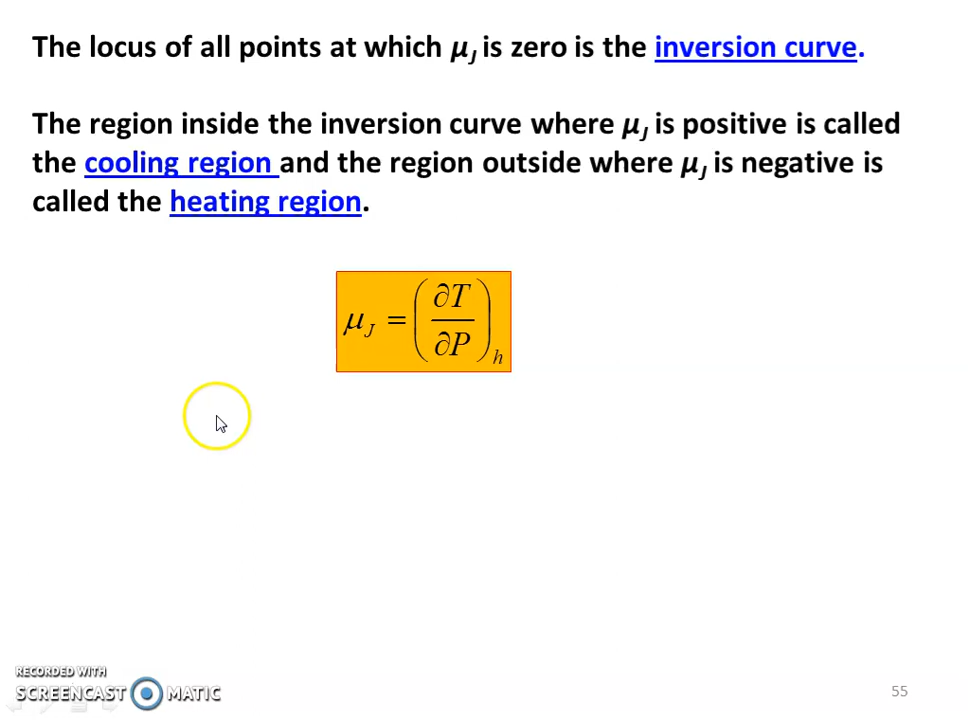 The locus of all points at which μJ is zero is the inversion curve.
The region inside the inversion curve where μJ is positive is called
the cooling region and the region outside where μJ is negative is
called the heating region.
μJ = (∂T/∂P)h
RECORDED WITH
SCREENCAST MATIC
55